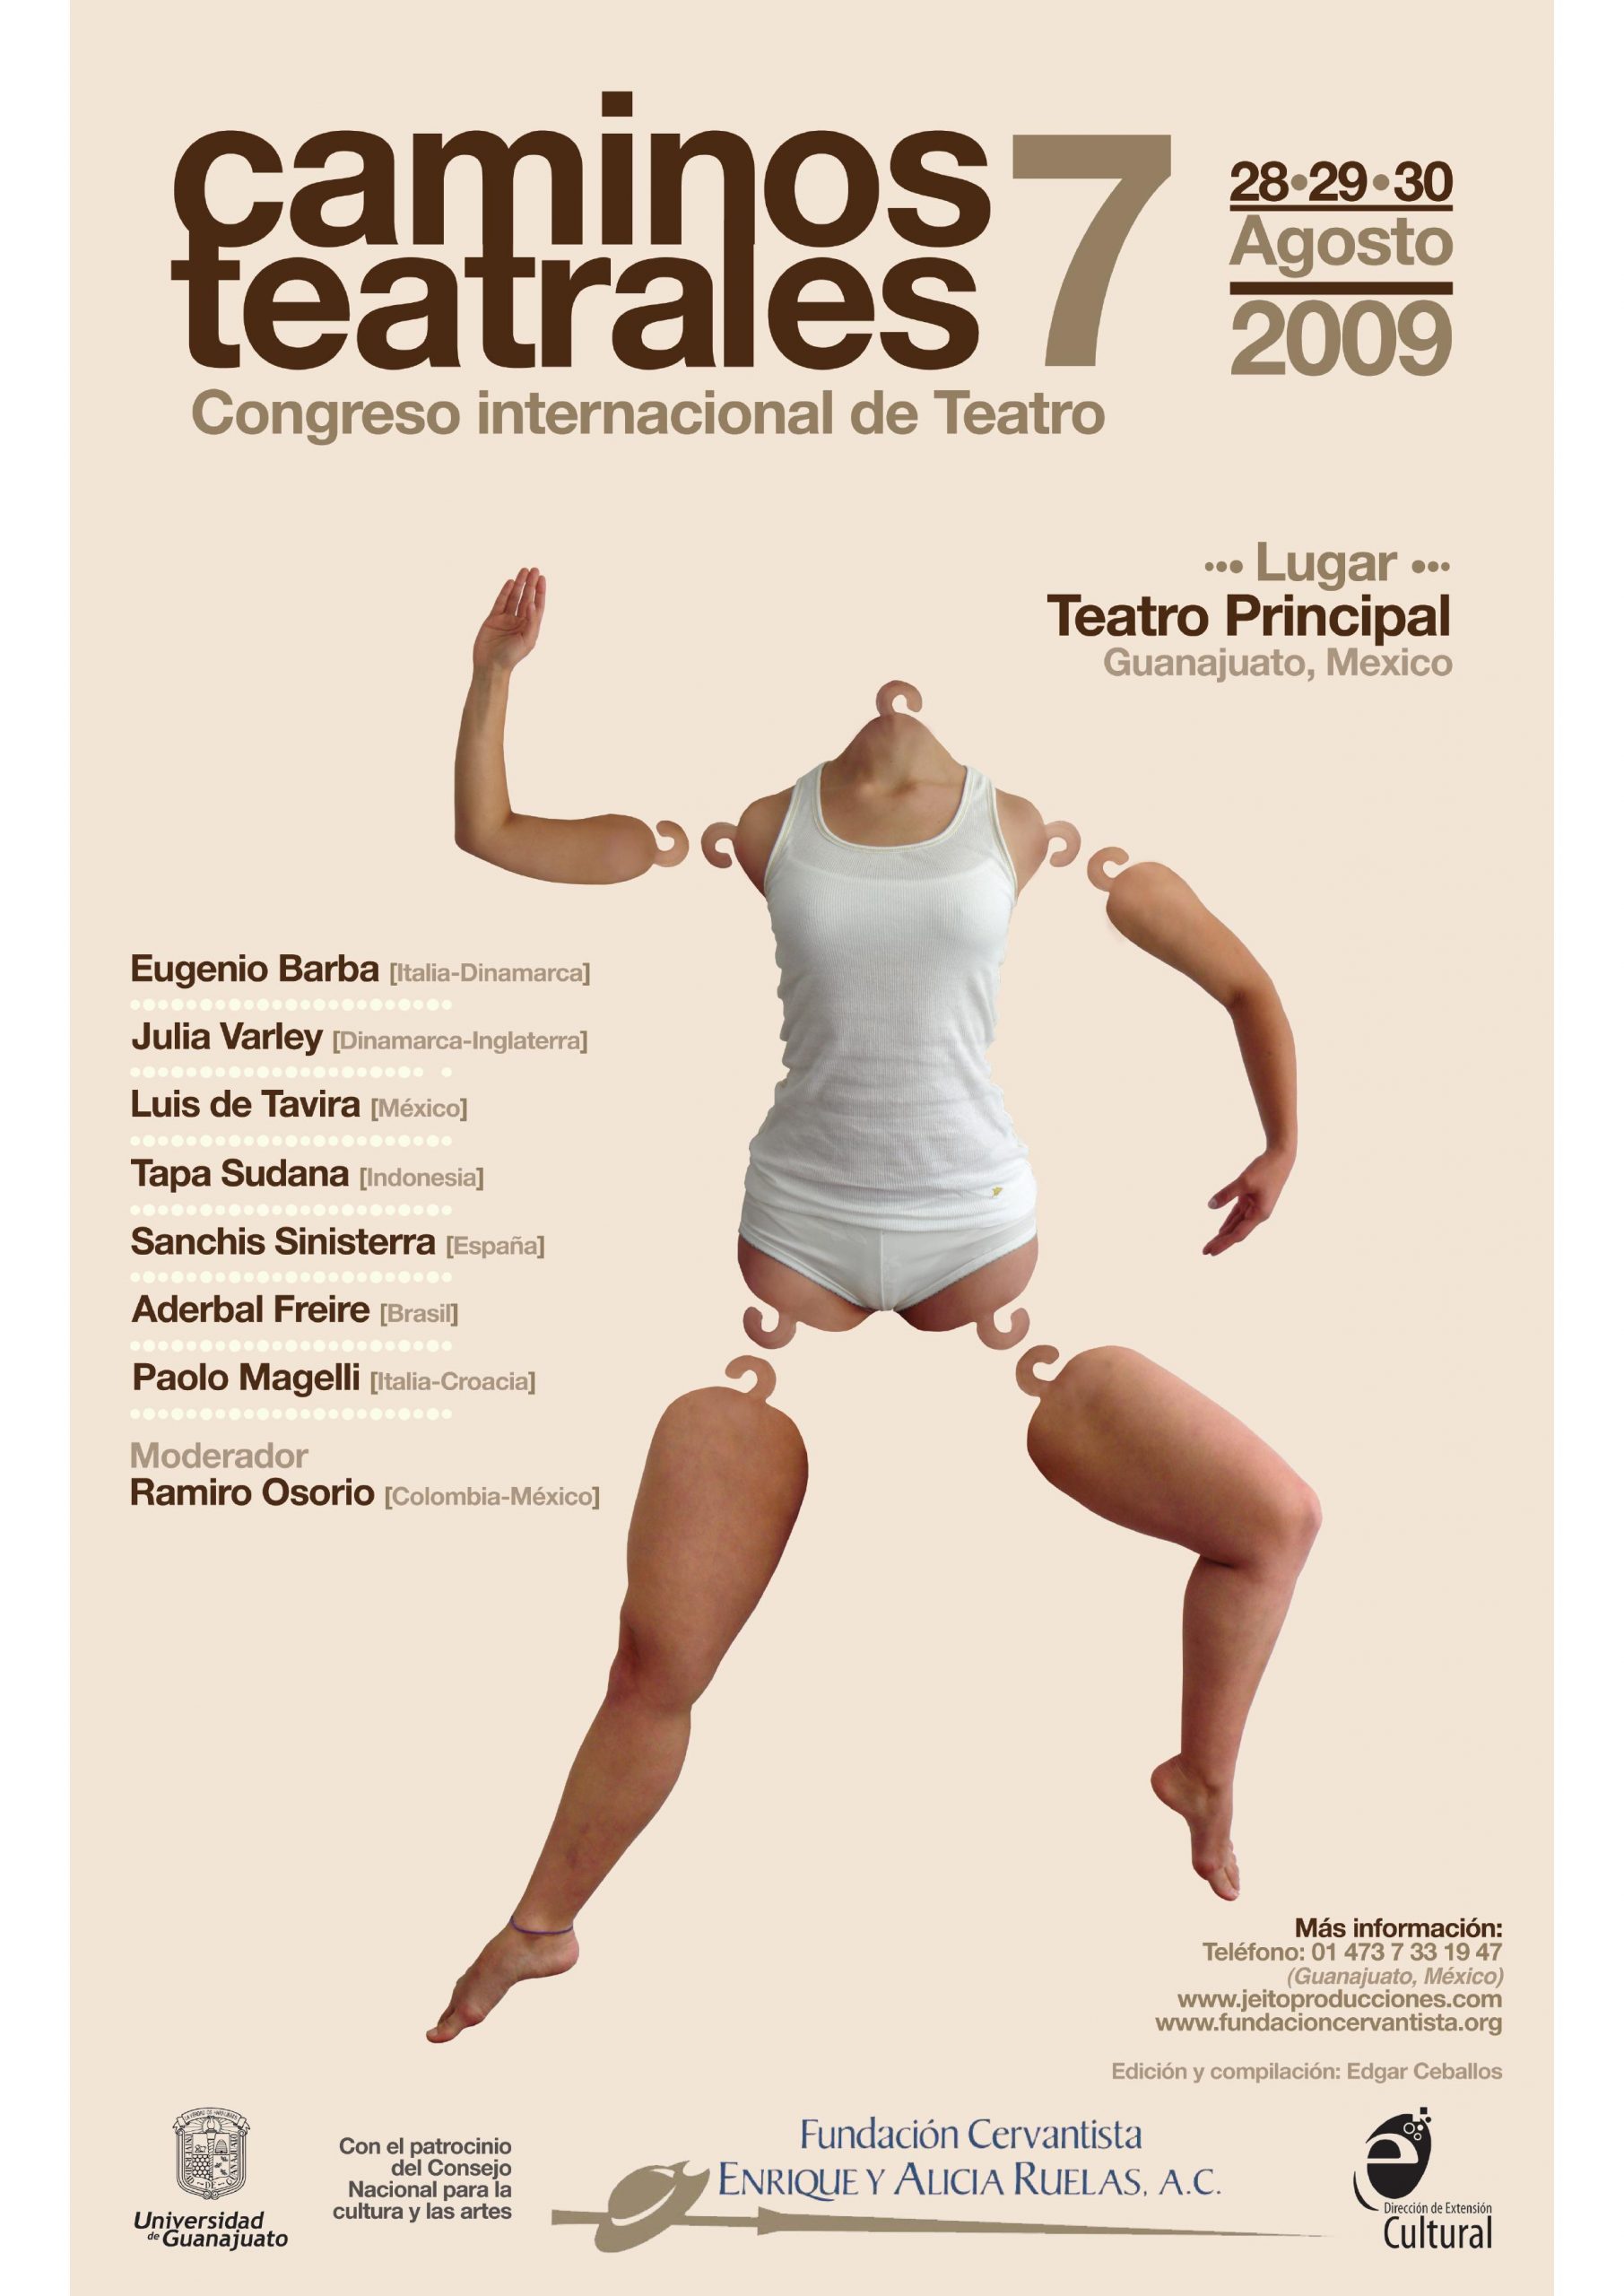 caminos
teatrales
7
Congreso internacional de Teatro
28•29•30
Agosto
2009
••• Lugar •••
Teatro Principal
Guanajuato, Mexico
Eugenio Barba [Italia-Dinamarca]
Julia Varley [Dinamarca-Inglaterra]
Luis de Tavira [México]
Tapa Sudana [Indonesia]
Sanchis Sinisterra [España]
Aderbal Freire [Brasil]
Paolo Magelli [Italia-Croacia]
Moderador
Ramiro Osorio [Colombia-México]
Más información:
Teléfono: 01 473 7 33 19 47
(Guanajuato, México)
www.jeitoproducciones.com
www.fundacioncervantista.org
Edición y compilación: Edgar Ceballos
Universidad
de Guanajuato
Con el patrocinio
del Consejo
Nacional para la
cultura y las artes
Fundación Cervantista
ENRIQUE Y ALICIA RUELAS, A.C.
Dirección de Extensión
Cultural